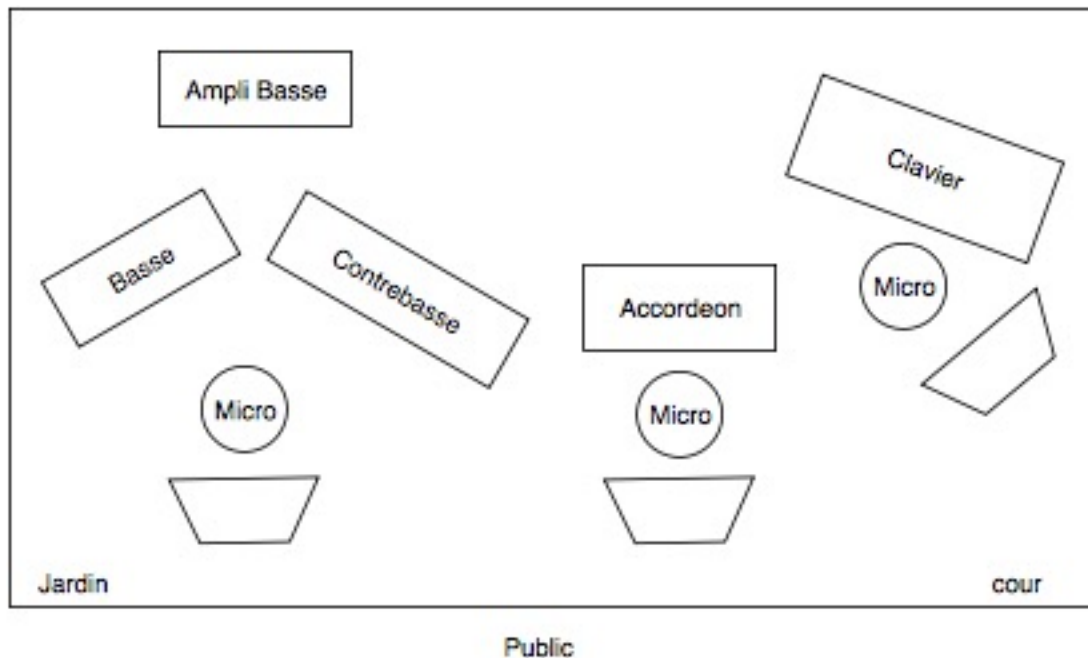 Ampli Basse
Clavier
Basse
Contrebasse
Micro
Accordeon
Micro
Micro
Jardin
cour
Public